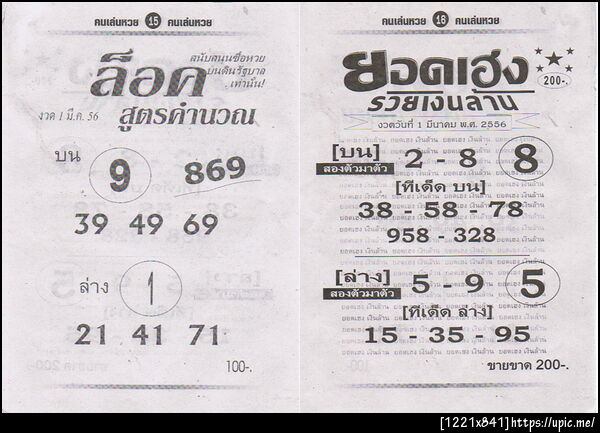 คนเล่นหวย 15 คนเล่นหวย
สนับสนุนซื้อหวย
บนดินรัฐบาล
เท่านั้น!
ล็อค
สูตรคำนวณ
งวด 1 มี.ค. 56
บน 9 869
39 49 69
ล่าง 1
21 41 71
100-.
คนเล่นหวย 16 คนเล่นหวย
ยอดเฮง
200-.
รวยเงินล้าน
งวดวันที่ 1 มีนาคม พ.ศ. 2556
[บน] 2 - 8 8
สองตัวมาตัว
[ทีเด็ด บน]
38 - 58 - 78
958 - 328
[ล่าง] 5 - 9 5
สองตัวมาตัว
[ทีเด็ด ล่าง]
15 - 35 - 95
ขายขาด 200-.
[1221x841]https://upic.me/